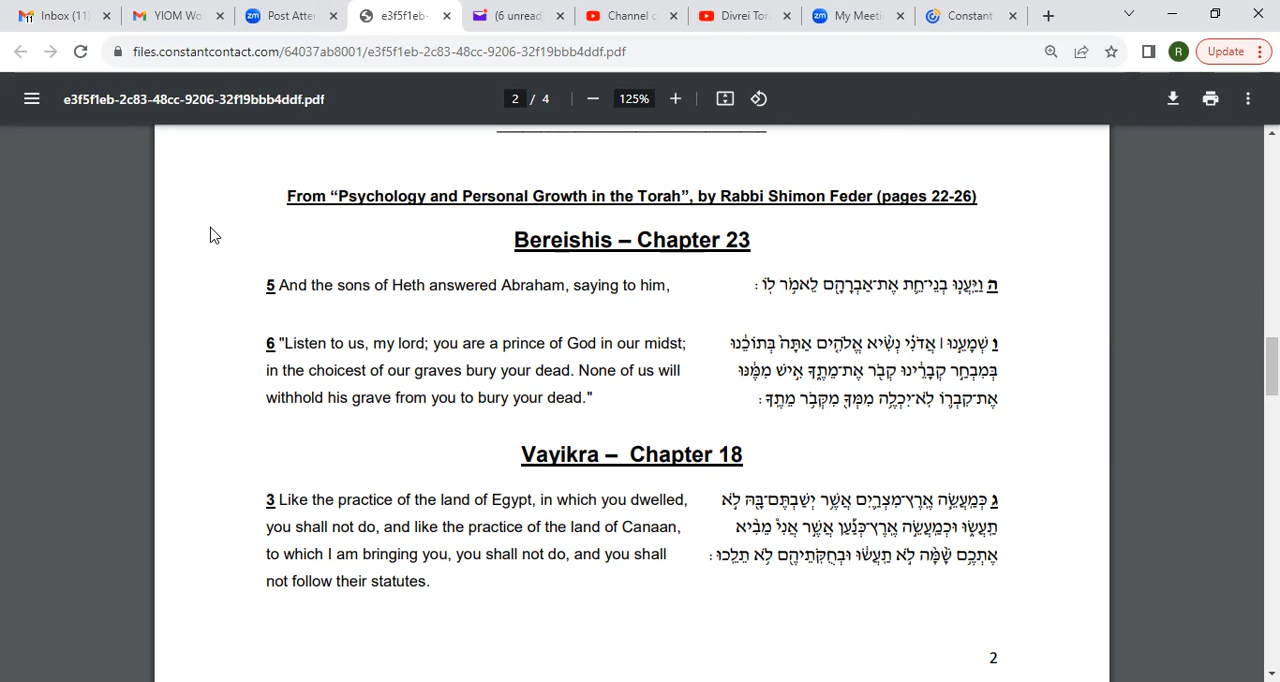 Inbox (11)
YIOM Wo
Post Atte
e3f5f1eb-
(6 unread
Channel c
Divrei Tor
My Meeti
Constant
files.constantcontact.com/64037ab8001/e3f5f1eb-2c83-48cc-9206-32f19bbb4ddf.pdf
R
Update
e3f5f1eb-2c83-48cc-9206-32f19bbb4ddf.pdf
2 / 4
125%
From “Psychology and Personal Growth in the Torah”, by Rabbi Shimon Feder (pages 22-26)
Bereishis – Chapter 23
5 And the sons of Heth answered Abraham, saying to him,
ה וַיַּֽעֲנ֧וּ בְנֵי־חֵ֛ת אֶת־אַבְרָהָ֖ם לֵאמֹ֥ר לֽוֹ:
6 "Listen to us, my lord; you are a prince of God in our midst;
in the choicest of our graves bury your dead. None of us will
withhold his grave from you to bury your dead."
ו שְׁמָעֵ֣נוּ | אֲדֹנִ֗י נְשִׂ֨יא אֱלֹהִ֤ים אַתָּה֙ בְּתוֹכֵ֔נוּ
בְּמִבְחַ֣ר קְבָרֵ֔ינוּ קְבֹ֖ר אֶת־מֵתֶ֑ךָ אִ֣ישׁ מִמֶּ֔נּוּ
אֶת־קִבְר֛וֹ לֹֽא־יִכְלֶ֥ה מִמְּךָ֖ מִקְּבֹ֥ר מֵתֶֽךָ:
Vayikra – Chapter 18
3 Like the practice of the land of Egypt, in which you dwelled,
you shall not do, and like the practice of the land of Canaan,
to which I am bringing you, you shall not do, and you shall
not follow their statutes.
ג כְּמַֽעֲשֵׂ֧ה אֶֽרֶץ־מִצְרַ֛יִם אֲשֶׁ֥ר יְשַׁבְתֶּם־בָּ֖הּ לֹ֣א
תַֽעֲשׂ֑וּ וּכְמַֽעֲשֵׂ֣ה אֶֽרֶץ־כְּנַ֡עַן אֲשֶׁ֣ר אֲנִי֩ מֵבִ֨יא
אֶתְכֶ֥ם שָׁ֨מָּה֙ לֹ֣א תַֽעֲשׂ֔וּ וּבְחֻקֹּֽתֵיהֶ֖ם לֹ֥א תֵלֵֽכוּ:
2